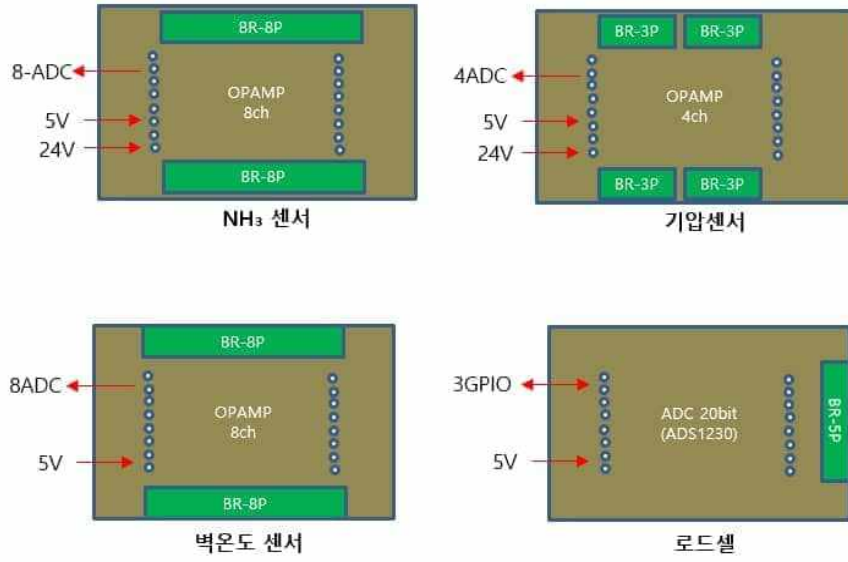 BR-8P
8-ADC
OPAMP
8ch
5V
24V
BR-8P
NH₃ 센서
BR-3P BR-3P
4ADC
OPAMP
4ch
5V
24V
BR-3P BR-3P
기압센서
BR-8P
8ADC
OPAMP
8ch
5V
BR-8P
벽온도 센서
3GPIO
ADC 20bit
(ADS1230)
BR-5P
5V
로드셀